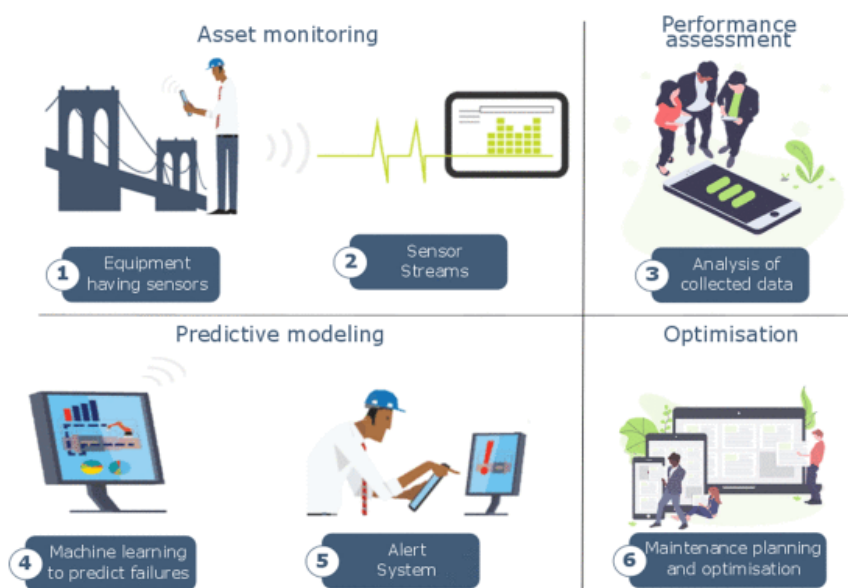 Asset monitoring
Performance
assessment
1
Equipment
having sensors
2
Sensor
Streams
3
Analysis of
collected data
Predictive modeling
Optimisation
4
Machine learning
to predict failures
5
Alert
System
6
Maintenance planning
and optimisation